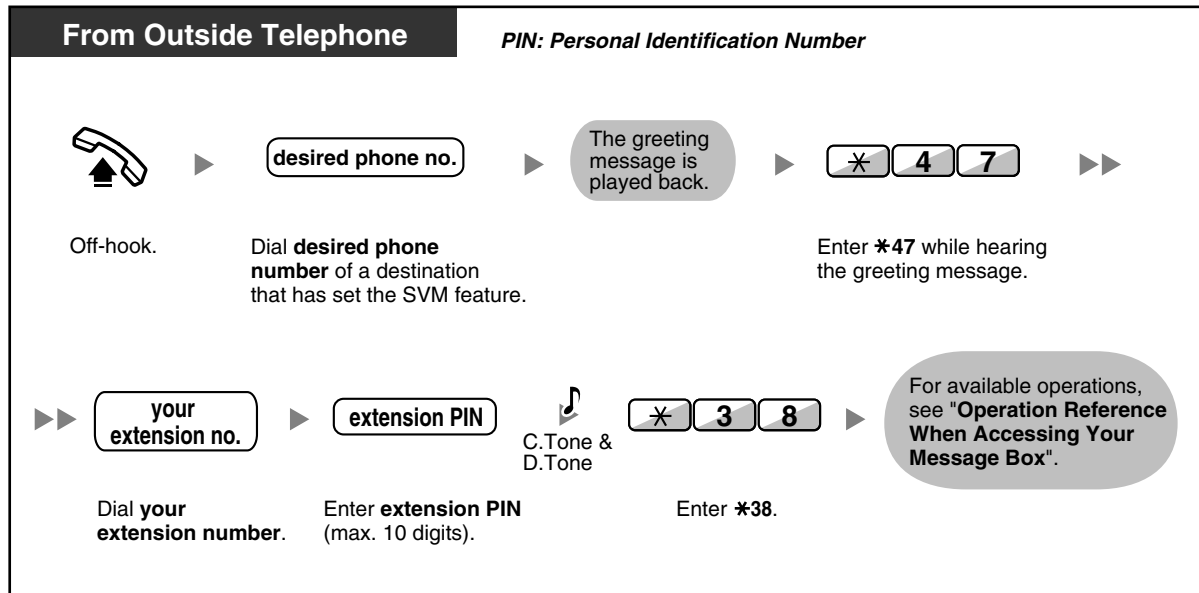 From Outside Telephone
PIN: Personal Identification Number
desired phone no.
The greeting
message is
played back.
* 4 7
Off-hook.
Dial desired phone
number of a destination
that has set the SVM feature.
Enter *47 while hearing
the greeting message.
your
extension no.
extension PIN
C.Tone &
D.Tone
* 3 8
For available operations,
see "Operation Reference
When Accessing Your
Message Box".
Dial your
extension number.
Enter extension PIN
(max. 10 digits).
Enter *38.